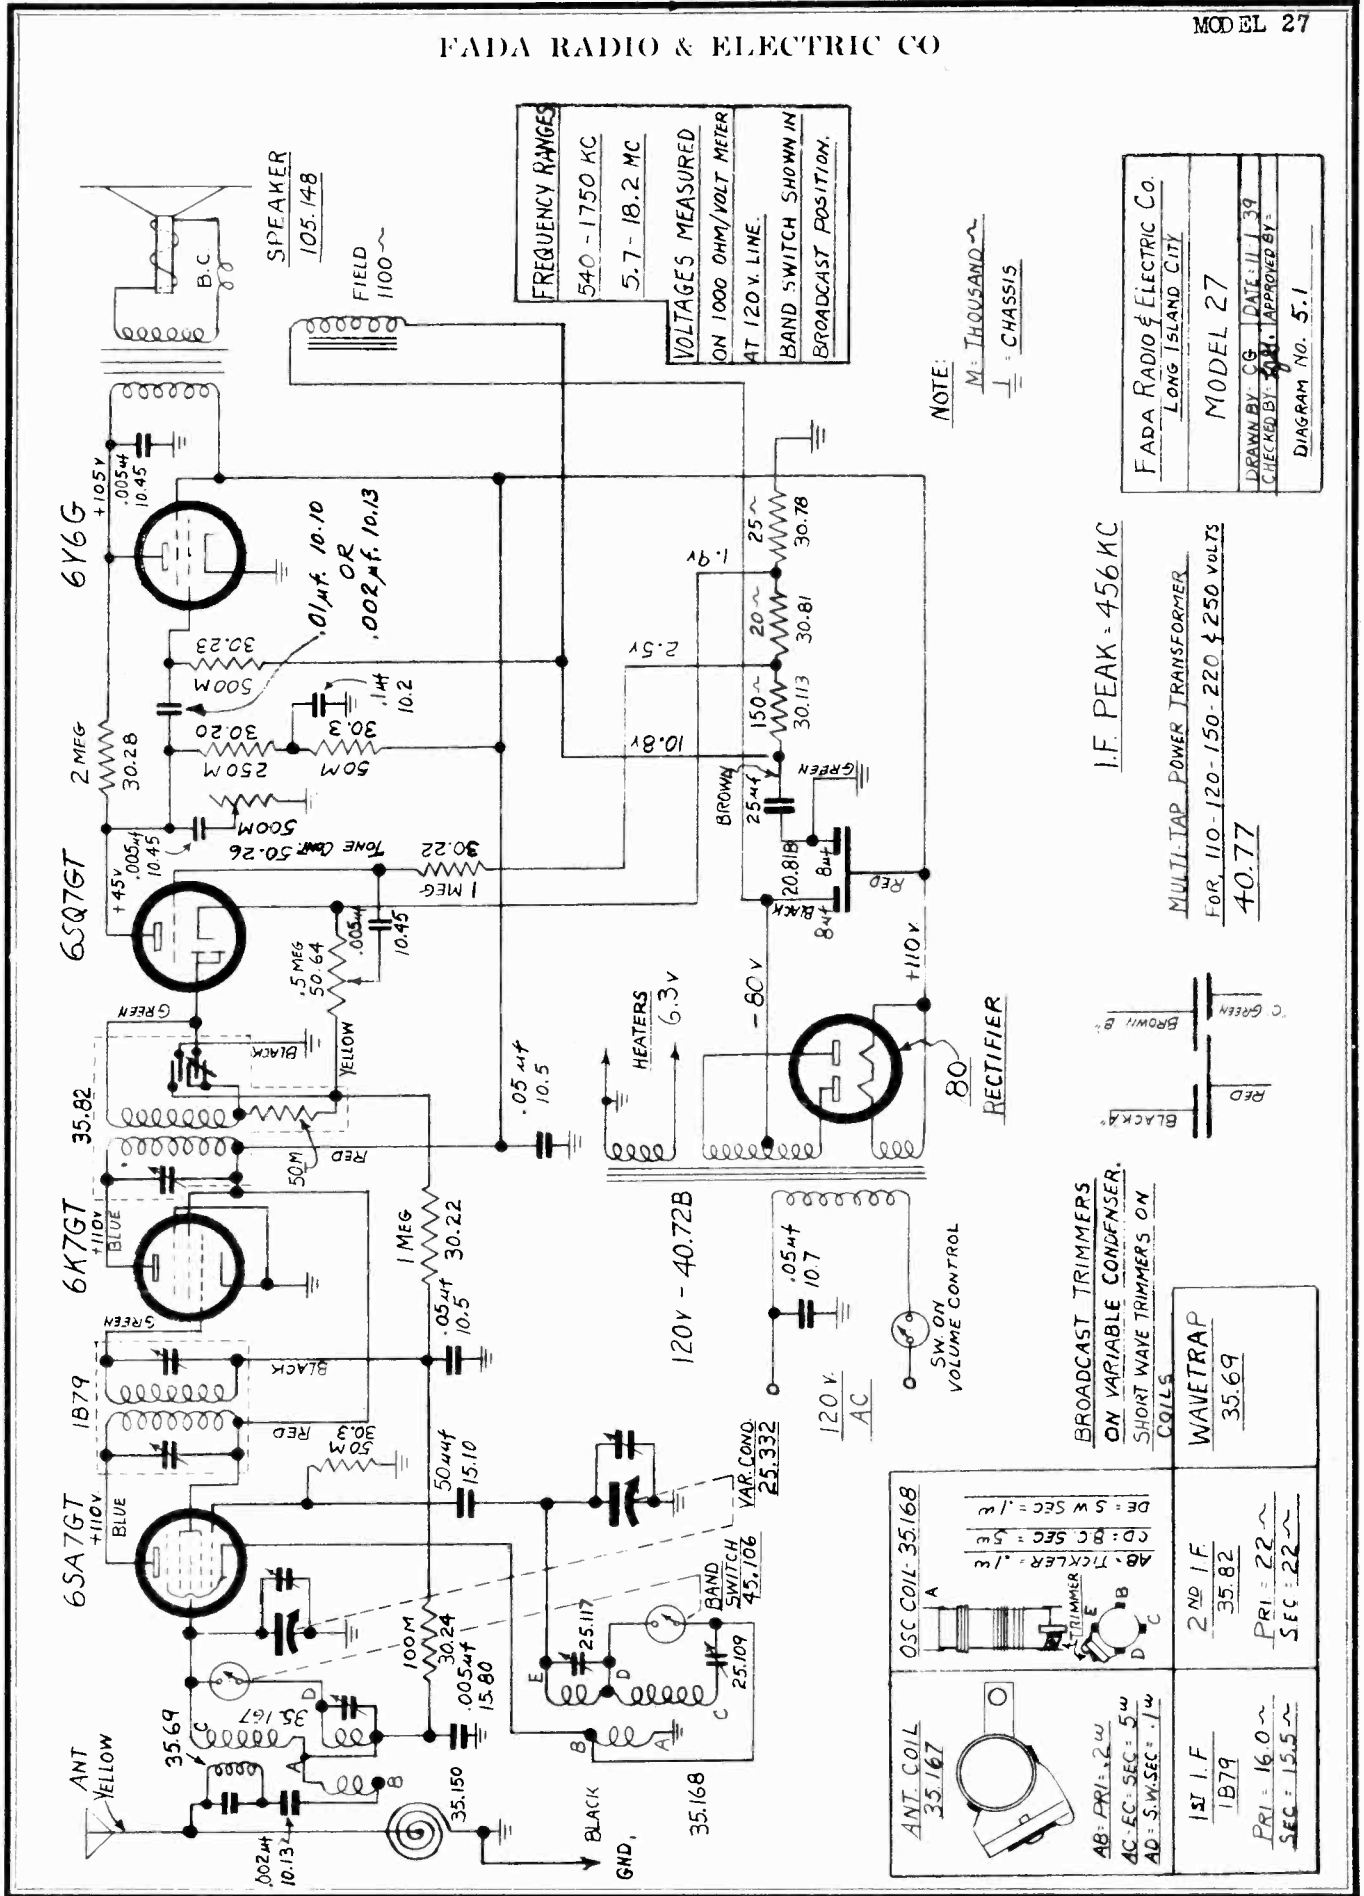 MODEL 27
FADA RADIO & ELECTRIC CO
6SA7GT
+110V
BLUE
1B79
GREEN
6K7GT
+110V
BLUE
35.82
GREEN
6SQ7GT
+45V
.005µf
10.45
2 MEG
30.28
6Y6G
+105V
.005µf
10.45
B.C.
SPEAKER
105.148
FIELD
1100~
ANT
YELLOW
35.69
C
35.167
D
A
B
.002µf
10.13
35.150
BLACK
GND.
100M
30.24
.005µf
15.80
50µµf
15.10
RED
50M
30.3
BLACK
.05µf
10.5
1 MEG
30.22
50M
RED
YELLOW
BLACK
.05µf
10.5
.5 MEG
50.64
.005µf
10.45
1 MEG
30.22
TONE CONT. 50.26
500M
250M
30.20
50M
.1µf
10.2
500M
30.23
.01µf. 10.10
OR
.002µf. 10.13
E
25.117
D
C
B
A
35.168
25.109
BAND
SWITCH
45.106
VAR. COND.
25.332
120V
AC
SW. ON
VOLUME CONTROL
.05µf
10.7
120V - 40.72B
HEATERS
6.3V
-80V
+110V
80
RECTIFIER
BLACK
8µf
20.81B
8µf
RED
BROWN
25µf
GREEN
10.8V
2.5V
1.9V
150~
30.113
20~
30.81
25~
30.78
FREQUENCY RANGES
540 - 1750 KC
5.7 - 18.2 MC
VOLTAGES MEASURED
ON 1000 OHM/VOLT METER
AT 120 V. LINE.
BAND SWITCH SHOWN IN
BROADCAST POSITION.
NOTE:
M = THOUSAND ~
= CHASSIS
I.F. PEAK = 456 KC
MULTI-TAP POWER TRANSFORMER
FOR, 110-120-150-220 & 250 VOLTS
40.77
BLACK "A"
BROWN "B"
RED
"C" GREEN
BROADCAST TRIMMERS
ON VARIABLE CONDENSER.
SHORT WAVE TRIMMERS ON
COILS
ANT. COIL
35.167
AB = PRI = .2ω
AC = BC = SEC = 5ω
AD = S.W. SEC = .1ω
OSC COIL - 35.168
A
TRIMMER
E
B
C
D
AB = TICKLER = .1ω
CD = BC SEC = 5ω
DE = S W SEC = .1ω
1ST I.F
1B79
PRI = 16.0~
SEC = 15.5~
2ND I.F.
35.82
PRI = 22~
SEC = 22~
WAVETRAP
35.69
FADA RADIO & ELECTRIC CO.
LONG ISLAND CITY
MODEL 27
DRAWN BY: CG
DATE: 11.1.39
CHECKED BY:
APPROVED BY:
DIAGRAM NO. 5.1